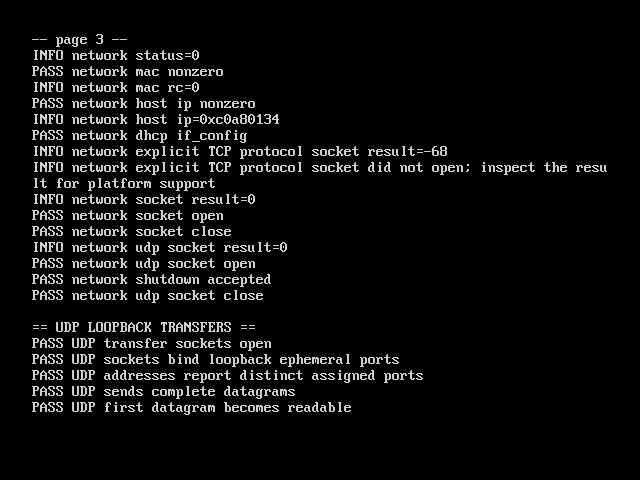 -- page 3 --
INFO network status=0
PASS network mac nonzero
INFO network mac rc=0
PASS network host ip nonzero
INFO network host ip=0xc0a80134
PASS network dhcp if_config
INFO network explicit TCP protocol socket result=-68
INFO network explicit TCP protocol socket did not open; inspect the resu
lt for platform support
INFO network socket result=0
PASS network socket open
PASS network socket close
INFO network udp socket result=0
PASS network udp socket open
PASS network shutdown accepted
PASS network udp socket close
== UDP LOOPBACK TRANSFERS ==
PASS UDP transfer sockets open
PASS UDP sockets bind loopback ephemeral ports
PASS UDP addresses report distinct assigned ports
PASS UDP sends complete datagrams
PASS UDP first datagram becomes readable